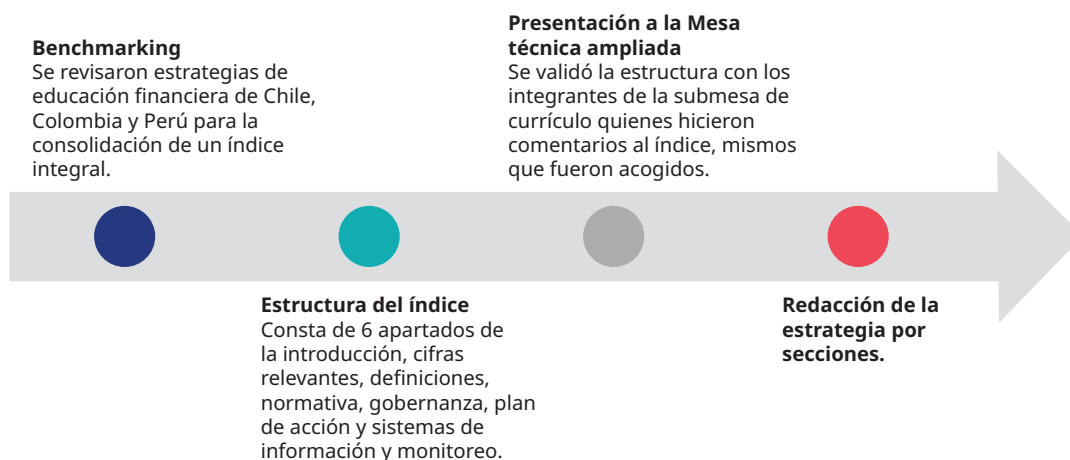 Benchmarking
Se revisaron estrategias de
educación financiera de Chile,
Colombia y Perú para la
consolidación de un índice
integral.
Estructura del índice
Consta de 6 apartados de
la introducción, cifras
relevantes, definiciones,
normativa, gobernanza, plan
de acción y sistemas de
información y monitoreo.
Presentación a la Mesa
técnica ampliada
Se validó la estructura con los
integrantes de la submesa de
currículo quienes hicieron
comentarios al índice, mismos
que fueron acogidos.
Redacción de la
estrategia por
secciones.